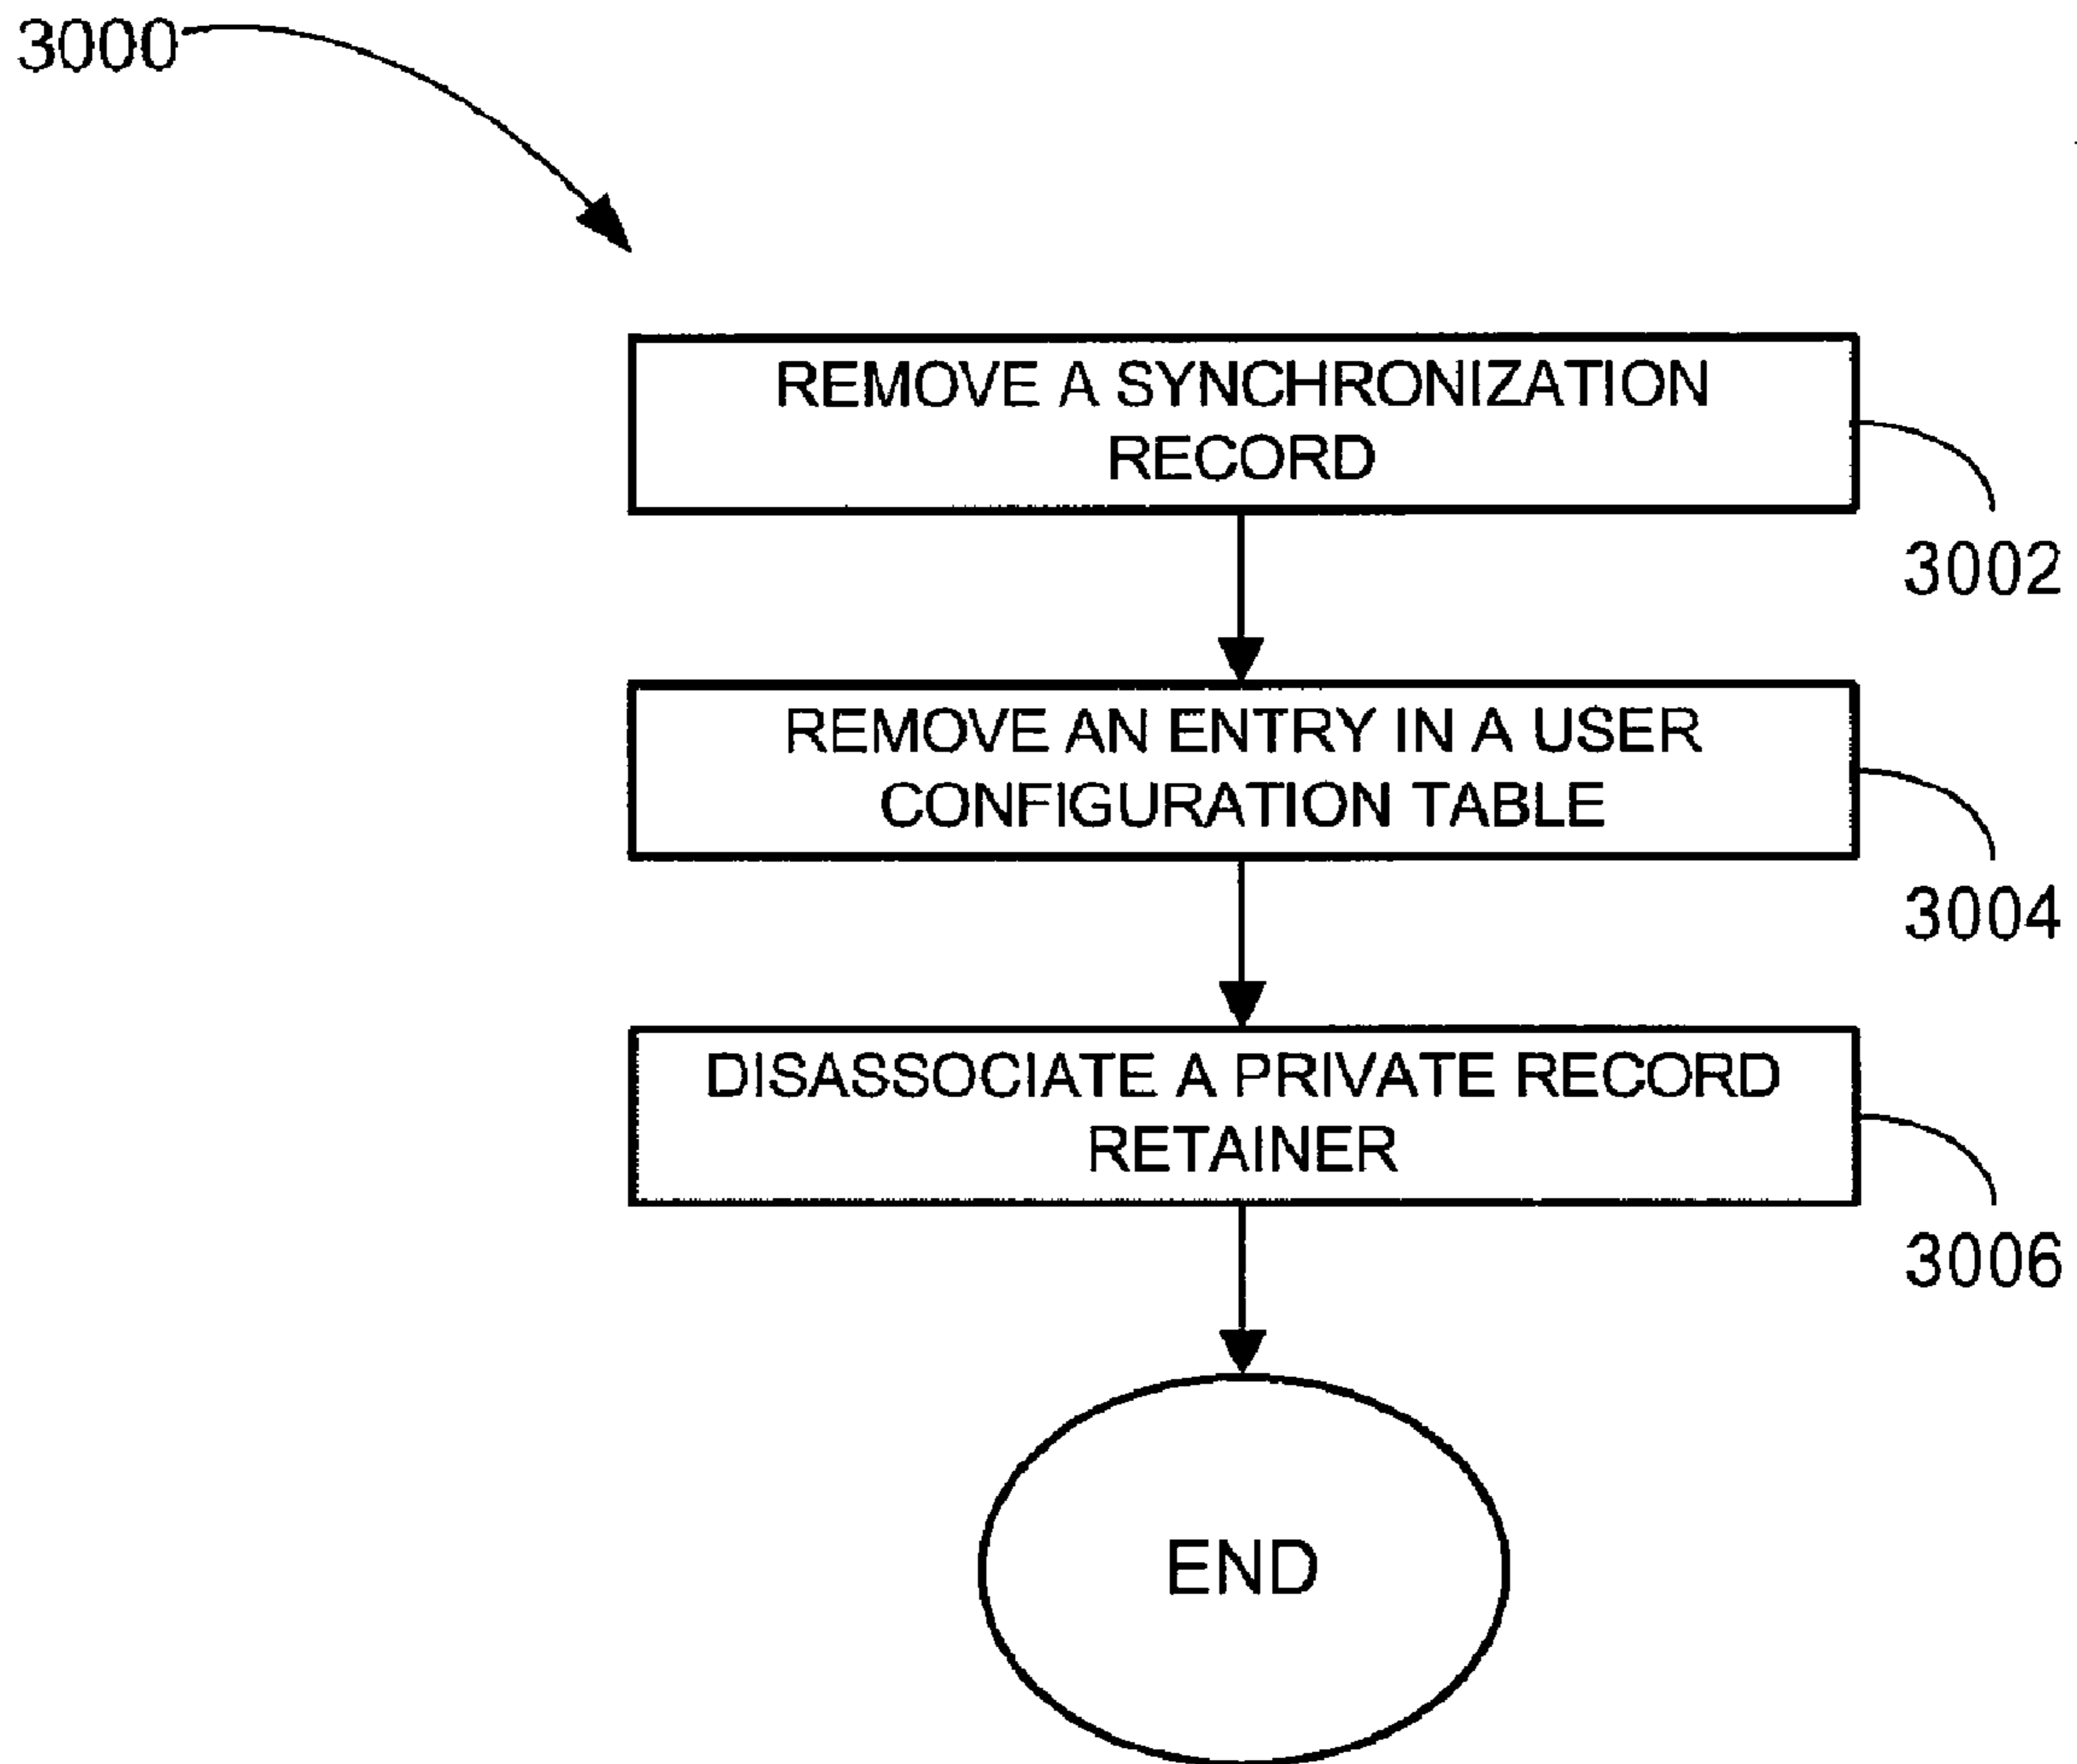 3000
REMOVE A SYNCHRONIZATION
RECORD
3002
REMOVE AN ENTRY IN A USER
CONFIGURATION TABLE
3004
DISASSOCIATE A PRIVATE RECORD
RETAINER
3006
END